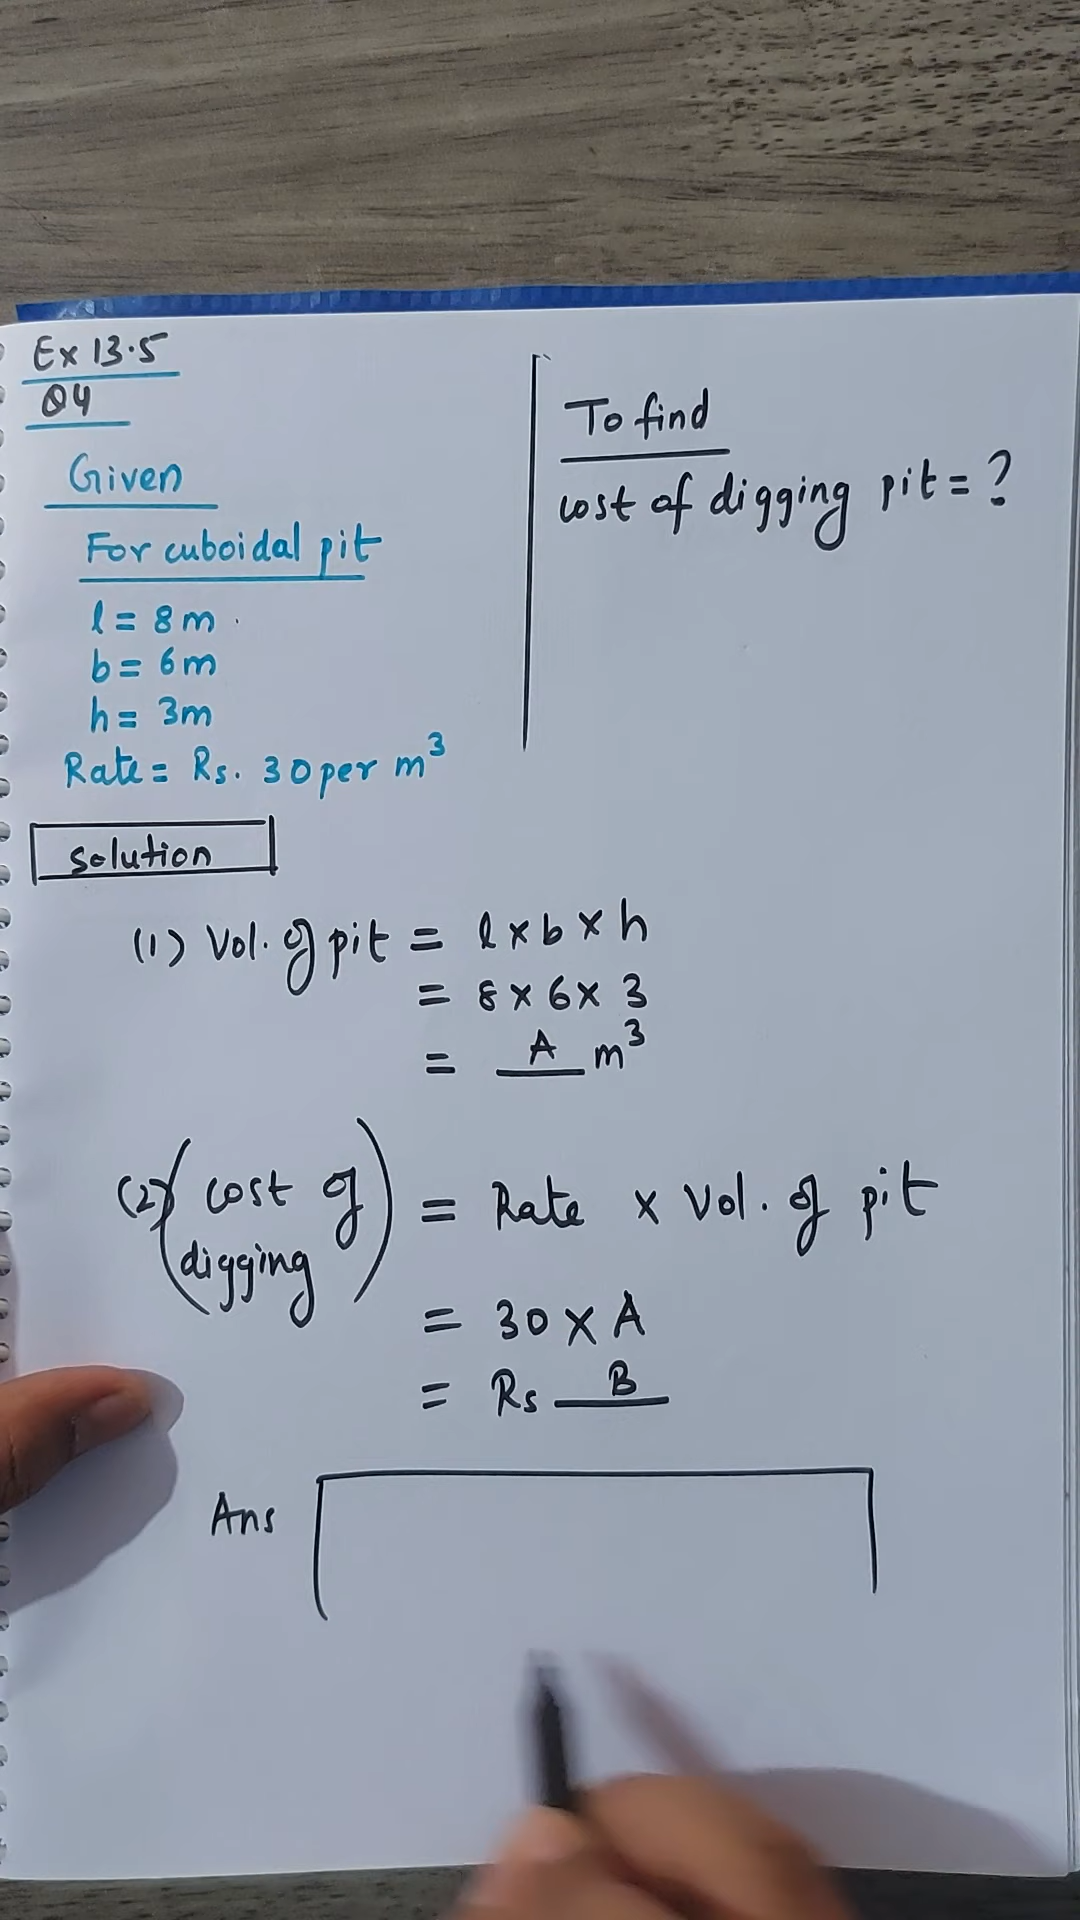 Ex 13.5
Q4
Given
For cuboidal pit
l = 8 m
b = 6 m
h = 3m
Rate = Rs. 30 per m³
To find
cost of digging pit = ?
Solution
(1) Vol. of pit = l × b × h
= 8 × 6 × 3
= A m³
(2) (cost of digging) = Rate × Vol. of pit
= 30 × A
= Rs B
Ans